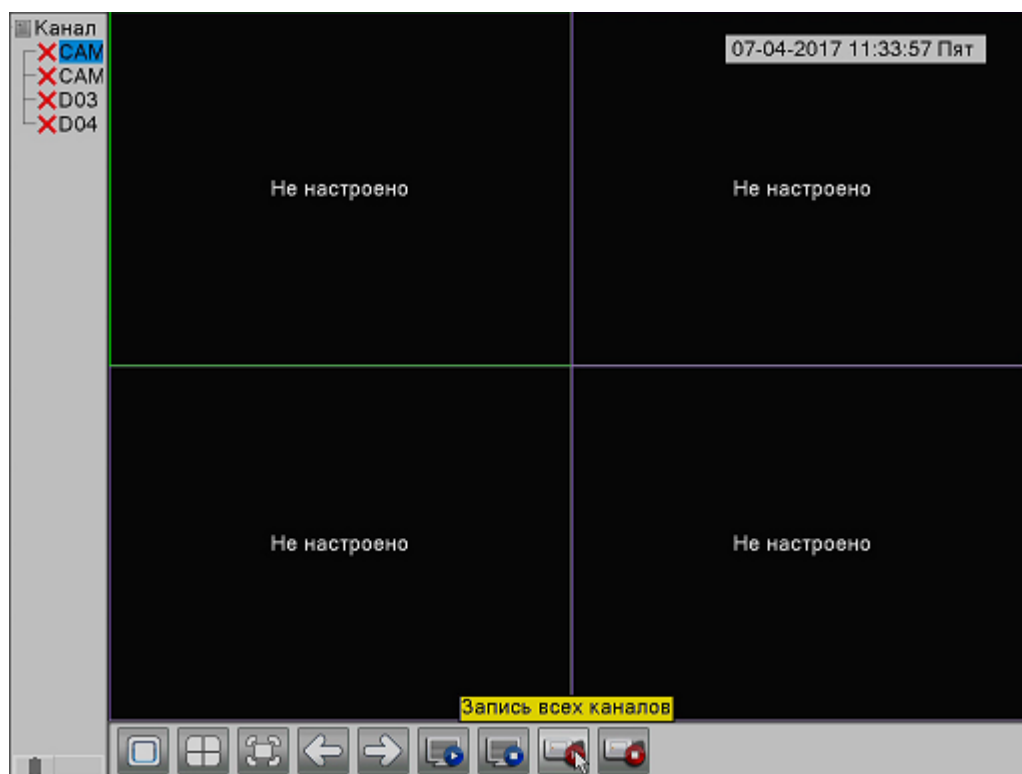 Канал
CAM
CAM
D03
D04
07-04-2017 11:33:57 Пят
Не настроено
Не настроено
Не настроено
Не настроено
Запись всех каналов